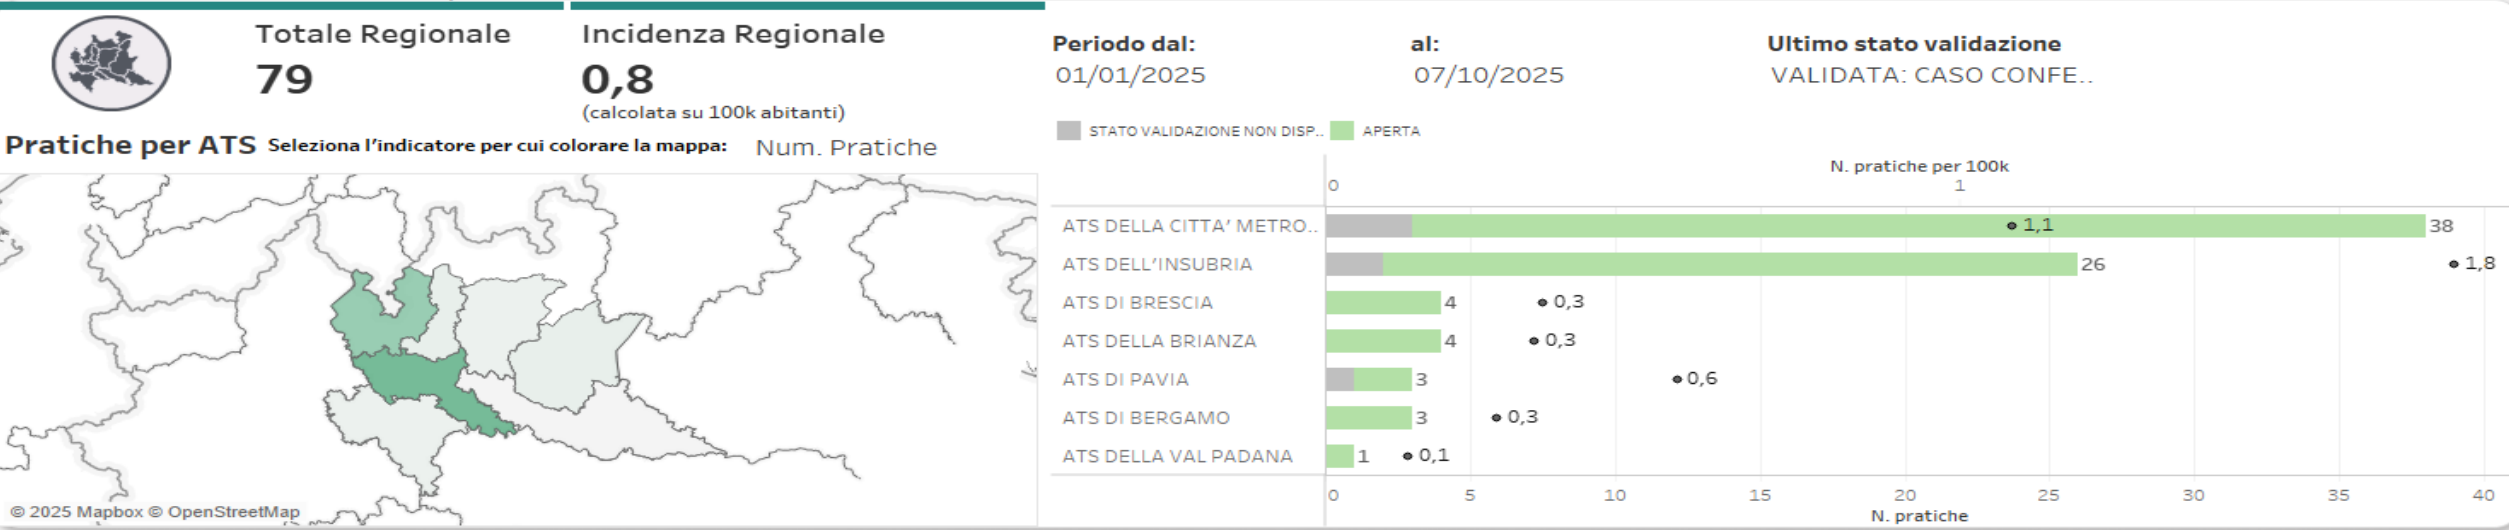 Totale Regionale
79
Incidenza Regionale
0,8
(calcolata su 100k abitanti)
Pratiche per ATS Seleziona l'indicatore per cui colorare la mappa: Num. Pratiche
© 2025 Mapbox © OpenStreetMap
Periodo dal:
01/01/2025
al:
07/10/2025
Ultimo stato validazione
VALIDATA: CASO CONFE..
STATO VALIDAZIONE NON DISP.. APERTA
N. pratiche per 100k
0 1
ATS DELLA CITTA' METRO.. 1,1 38
ATS DELL'INSUBRIA 26 1,8
ATS DI BRESCIA 4 0,3
ATS DELLA BRIANZA 4 0,3
ATS DI PAVIA 3 0,6
ATS DI BERGAMO 3 0,3
ATS DELLA VAL PADANA 1 0,1
0 5 10 15 20 25 30 35 40
N. pratiche